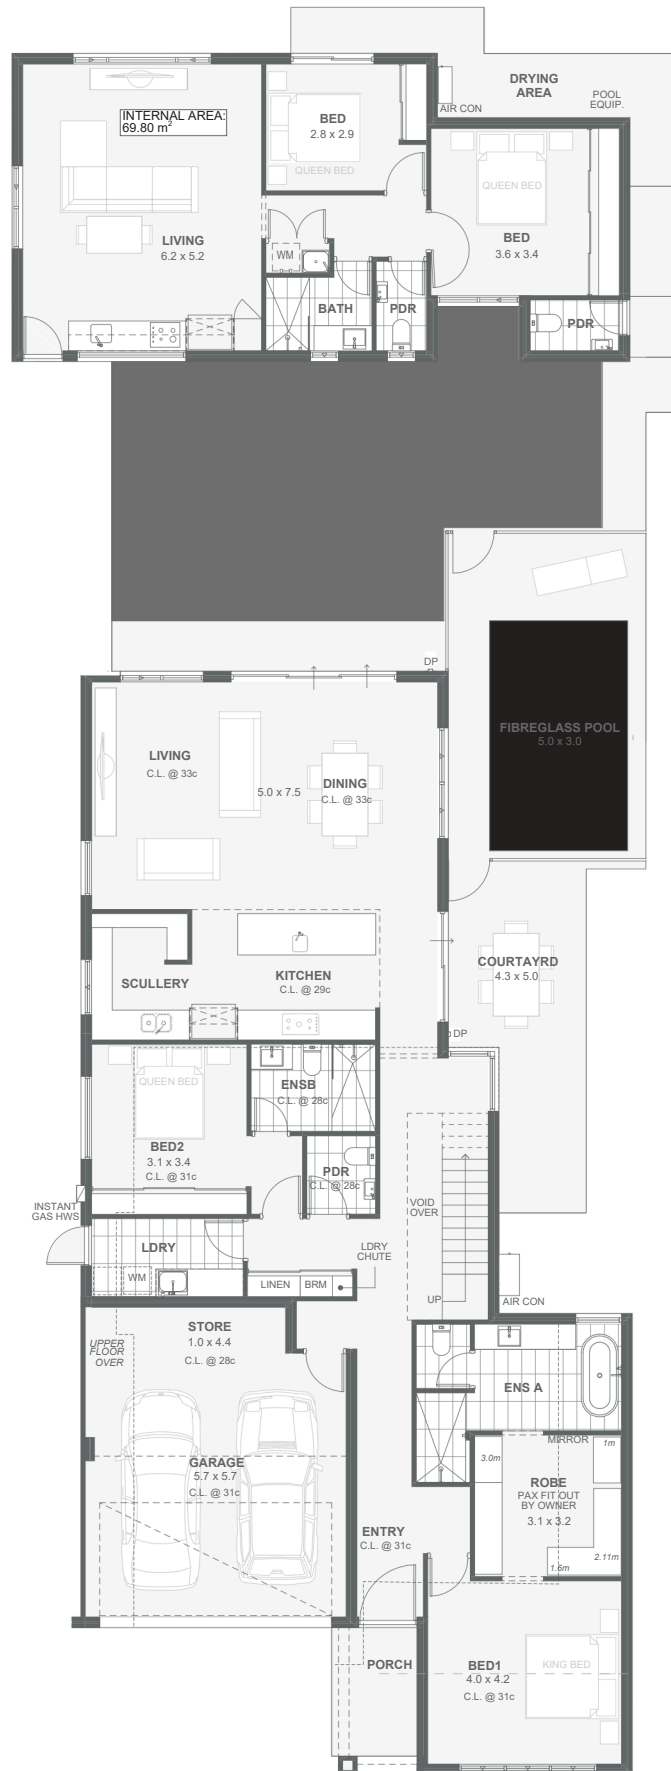 DRYING
AREA
POOL
EQUIP.
AIR CON
INTERNAL AREA:
69.80 m²
BED
2.8 x 2.9
QUEEN BED
QUEEN BED
BED
3.6 x 3.4
LIVING
6.2 x 5.2
WM
BATH
PDR
PDR
DP
FIBREGLASS POOL
5.0 x 3.0
LIVING
C.L. @ 33c
5.0 x 7.5
DINING
C.L. @ 33c
SCULLERY
KITCHEN
C.L. @ 29c
COURTAYRD
4.3 x 5.0
DP
QUEEN BED
ENSB
C.L. @ 28c
BED2
3.1 x 3.4
C.L. @ 31c
PDR
C.L. @ 28c
INSTANT
GAS HWS
VOID
OVER
LDRY
WM
LDRY
CHUTE
LINEN
BRM
UP
AIR CON
STORE
1.0 x 4.4
C.L. @ 28c
UPPER
FLOOR
OVER
ENS A
MIRROR
1m
3.0m
ROBE
PAX FIT OUT
BY OWNER
3.1 x 3.2
2.11m
1.6m
GARAGE
5.7 x 5.7
C.L. @ 31c
ENTRY
C.L. @ 31c
PORCH
BED1
4.0 x 4.2
C.L. @ 31c
KING BED